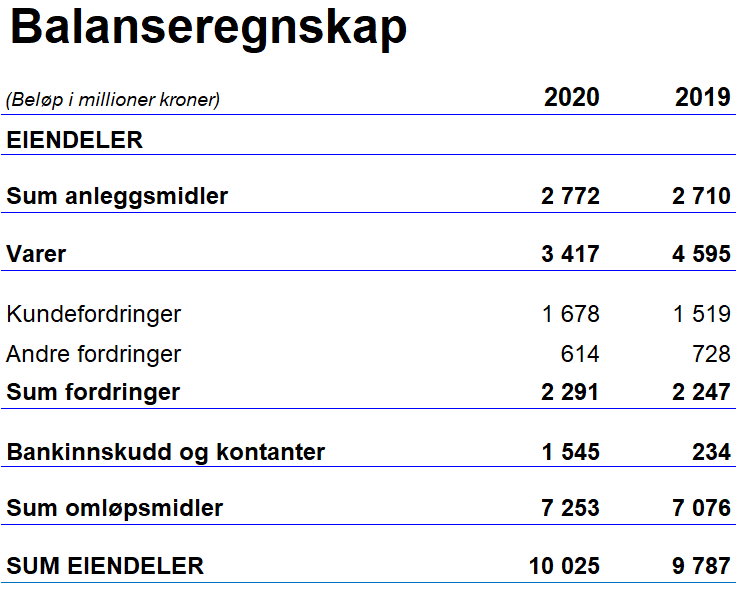 Balanseregnskap
(Beløp i millioner kroner) 2020 2019
EIENDELER
Sum anleggsmidler 2 772 2 710
Varer 3 417 4 595
Kundefordringer 1 678 1 519
Andre fordringer 614 728
Sum fordringer 2 291 2 247
Bankinnskudd og kontanter 1 545 234
Sum omløpsmidler 7 253 7 076
SUM EIENDELER 10 025 9 787